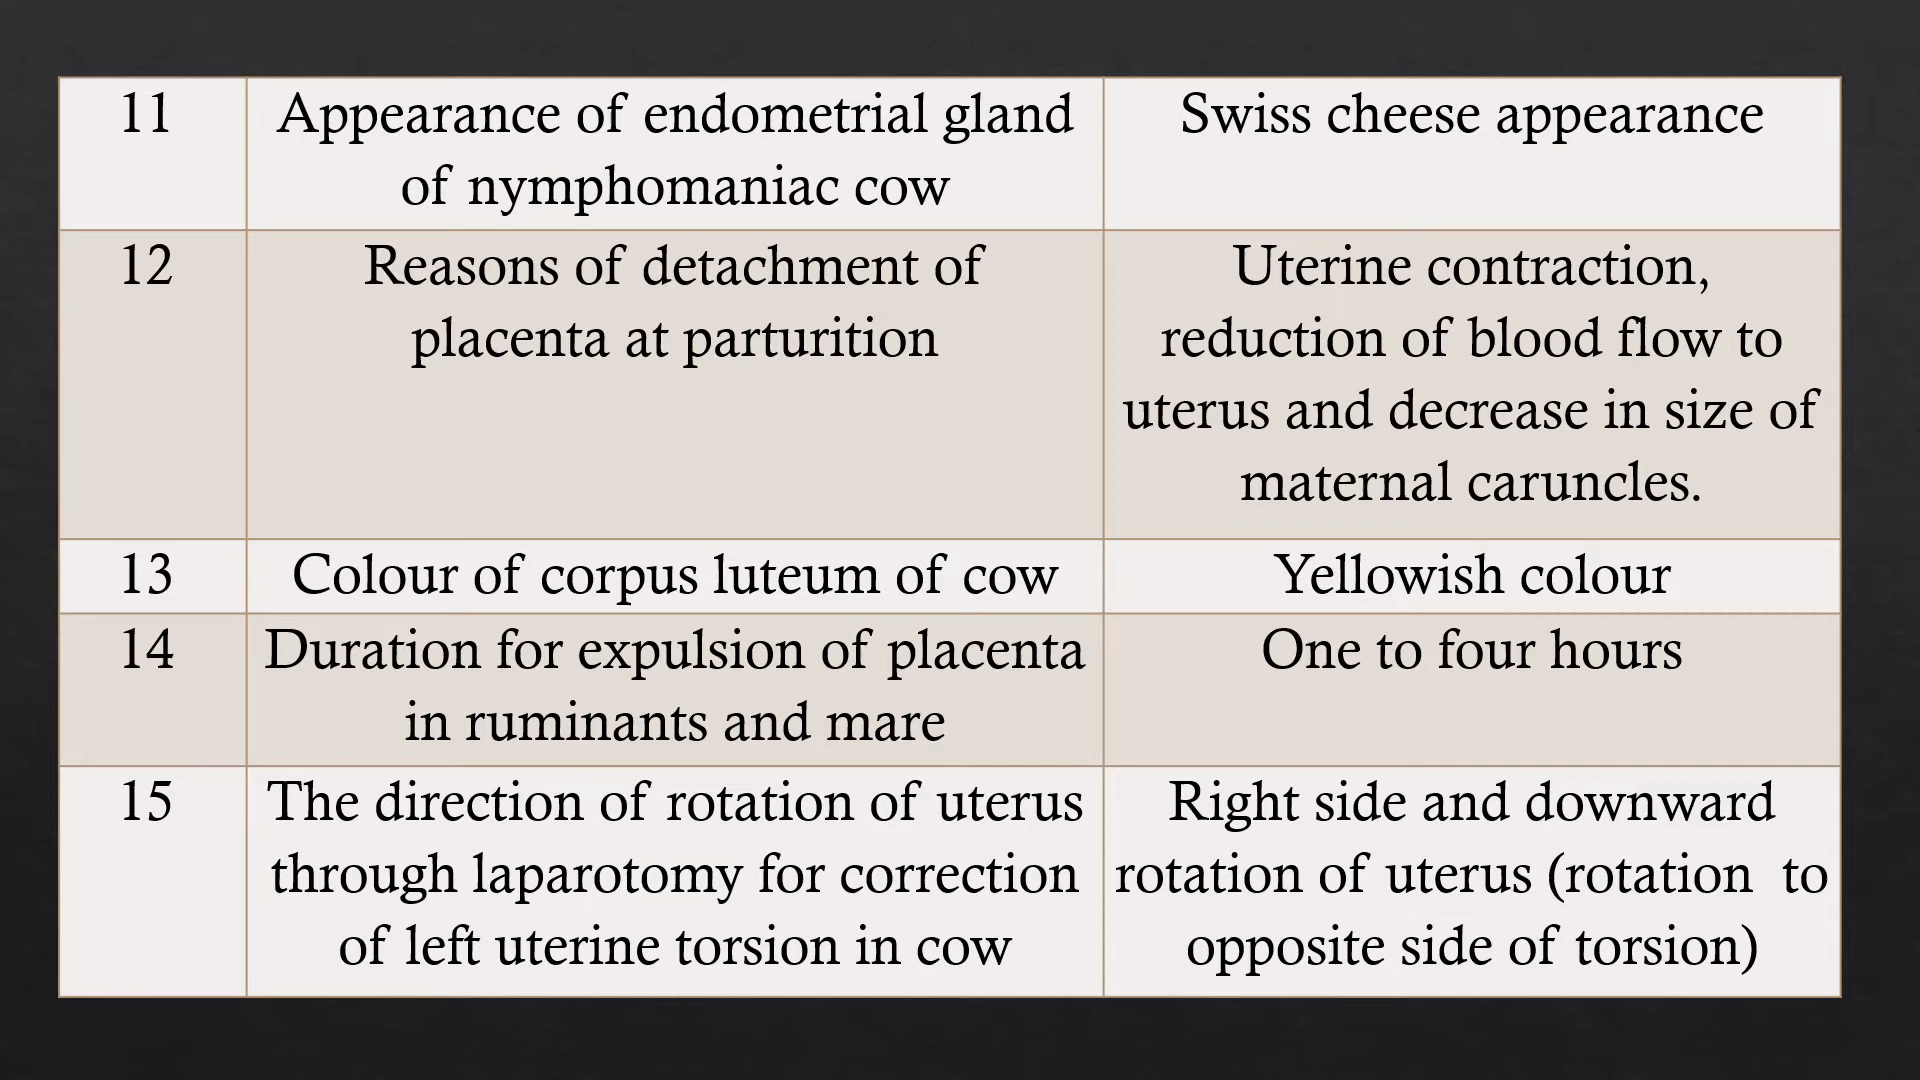 11
Appearance of endometrial gland
of nymphomaniac cow
Swiss cheese appearance
12
Reasons of detachment of
placenta at parturition
Uterine contraction,
reduction of blood flow to
uterus and decrease in size of
maternal caruncles.
13
Colour of corpus luteum of cow
Yellowish colour
14
Duration for expulsion of placenta
in ruminants and mare
One to four hours
15
The direction of rotation of uterus
through laparotomy for correction
of left uterine torsion in cow
Right side and downward
rotation of uterus (rotation to
opposite side of torsion)